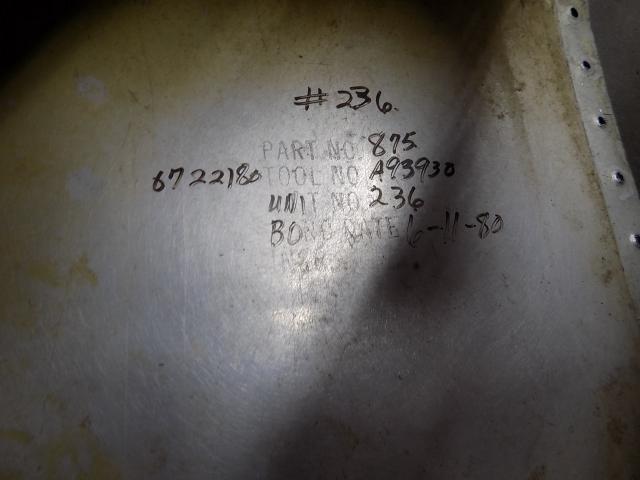 #236.
PART NO 875
6722180 TOOL NO A93930
UNIT NO 236
BOND DATE 6-11-80